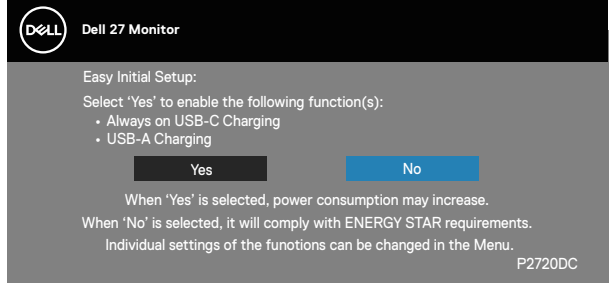 DELL
Dell 27 Monitor
Easy Initial Setup:
Select ‘Yes’ to enable the following function(s):
• Always on USB-C Charging
• USB-A Charging
Yes No
When ‘Yes’ is selected, power consumption may increase.
When ‘No’ is selected, it will comply with ENERGY STAR requirements.
Individual settings of the funotions can be changed in the Menu.
P2720DC